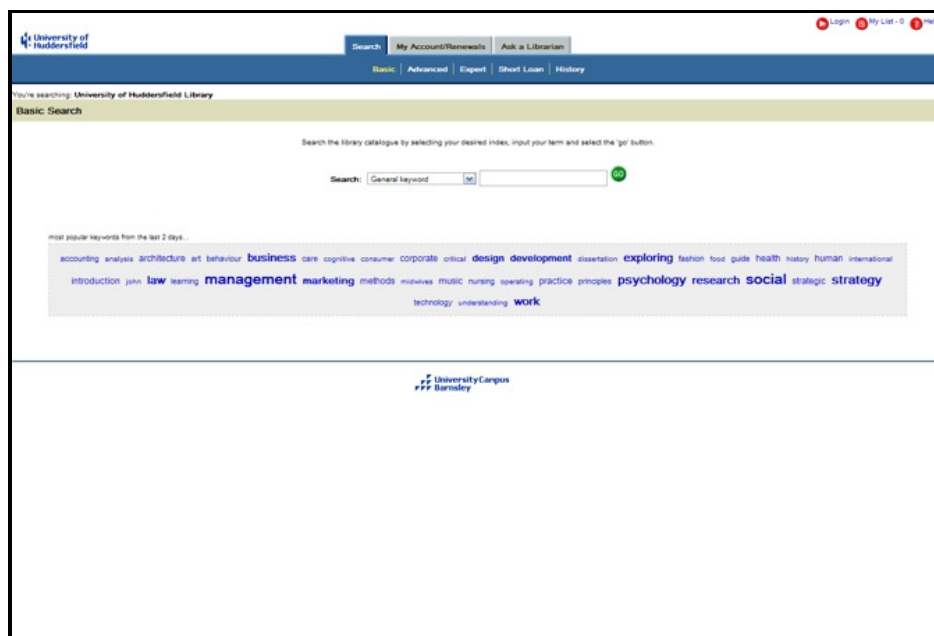 Login My List - 0 Help
University of
Huddersfield
Search My Account/Renewals Ask a Librarian
Basic Advanced Expert Short Loan History
You're searching: University of Huddersfield Library
Basic Search
Search the library catalogue by selecting your desired index, input your term and select the 'go' button.
Search: General keyword GO
most popular keywords from the last 2 days...
accounting analysis architecture art behaviour business care cognitive consumer corporate critical design development dissertation exploring fashion food guide health history human international
introduction john law learning management marketing methods midwives music nursing operating practice principles psychology research social strategic strategy
technology understanding work
UniversityCampus
Barnsley